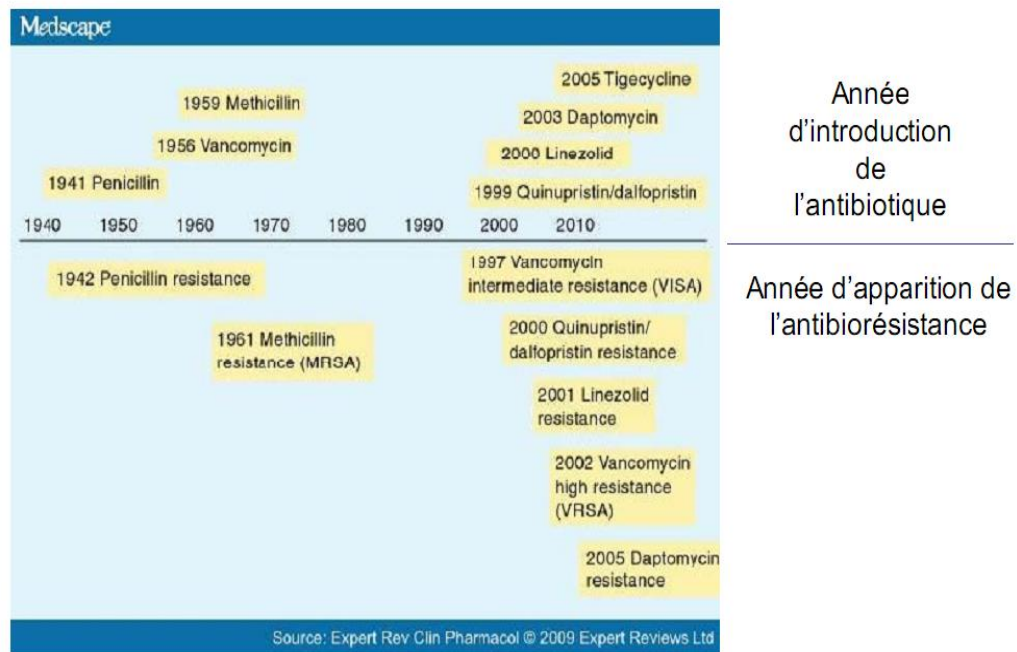 Medscape
2005 Tigecycline
1959 Methicillin
2003 Daptomycin
1956 Vancomycin
2000 Linezolid
1941 Penicillin
1999 Quinupristin/dalfopristin
1940 1950 1960 1970 1980 1990 2000 2010
1942 Penicillin resistance
1997 Vancomycin
intermediate resistance (VISA)
1961 Methicillin
resistance (MRSA)
2000 Quinupristin/
dalfopristin resistance
2001 Linezolid
resistance
2002 Vancomycin
high resistance
(VRSA)
2005 Daptomycin
resistance
Source: Expert Rev Clin Pharmacol © 2009 Expert Reviews Ltd
Année
d'introduction
de
l'antibiotique
Année d'apparition de
l'antibiorésistance